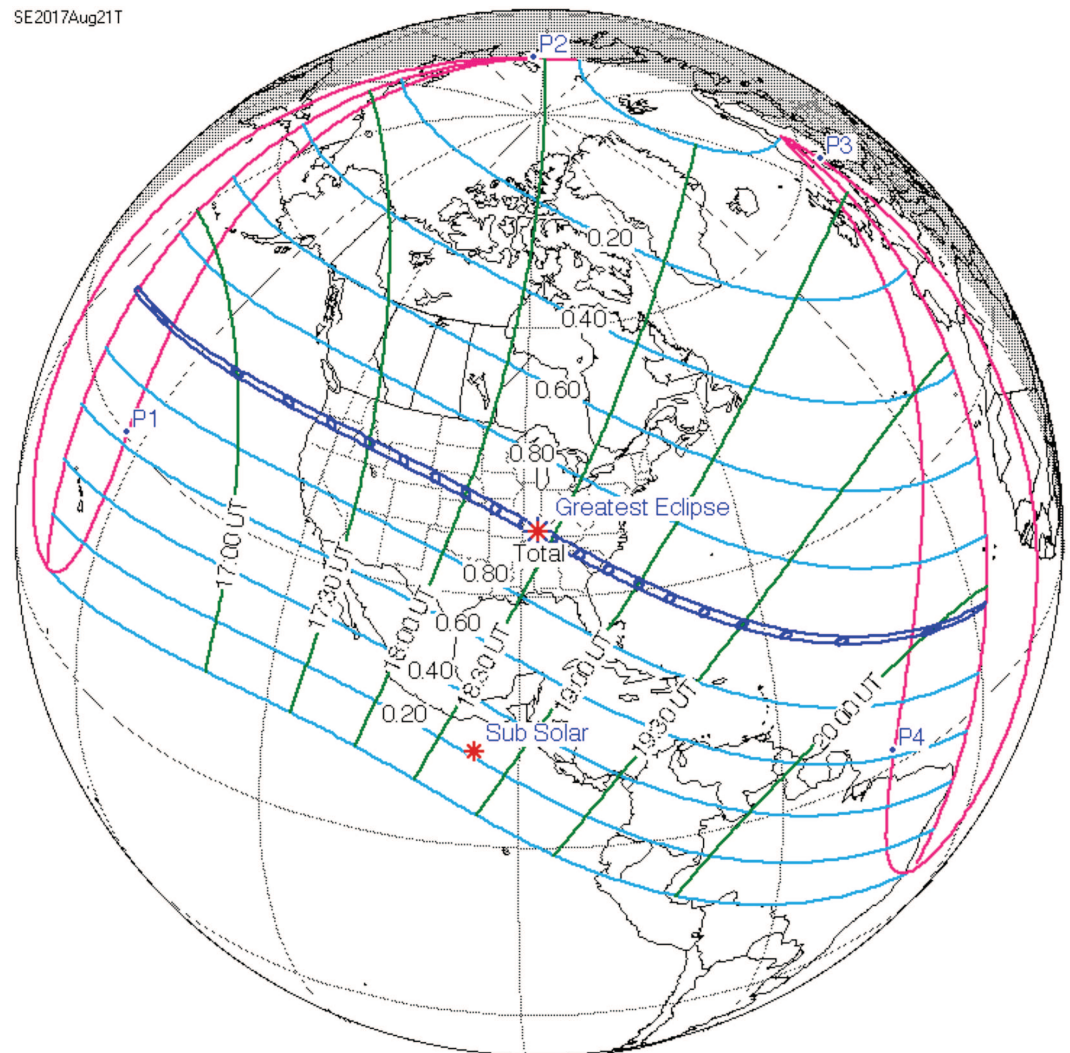 SE2017Aug21T
P2
P3
0.20
0.40
0.60
0.80
P1
Greatest Eclipse
Total
0.80
17:00 UT
17:30 UT
0.60
18:00 UT
0.40
18:30 UT
19:00 UT
0.20
19:30 UT
20:00 UT
Sub Solar
P4